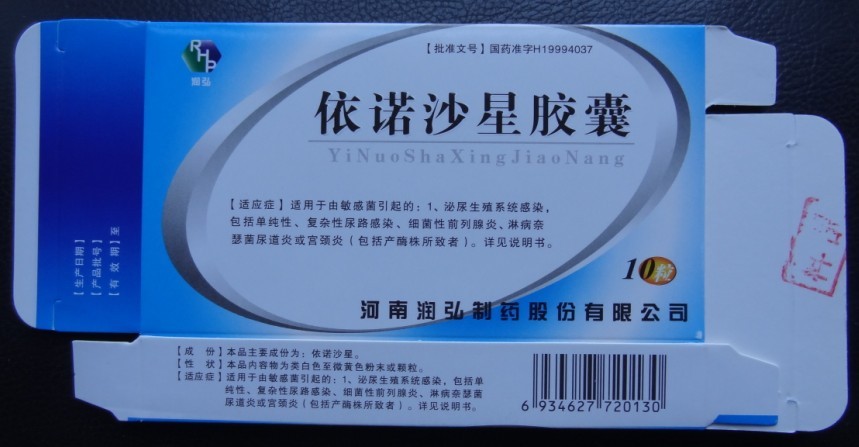 RHP
润弘
【批准文号】国药准字H19994037
依诺沙星胶囊
YiNuoShaXingJiaoNang
【适应症】适用于由敏感菌引起的：1、泌尿生殖系统感染，
包括单纯性、复杂性尿路感染、细菌性前列腺炎、淋病奈
瑟菌尿道炎或宫颈炎（包括产酶株所致者）。详见说明书。
10粒
河南润弘制药股份有限公司
【生产日期】
【产品批号】
【有 效 期】至
【成 份】本品主要成份为：依诺沙星。
【性 状】本品内容物为类白色至微黄色粉末或颗粒。
【适应症】适用于由敏感菌引起的：1、泌尿生殖系统感染，包括单
纯性、复杂性尿路感染、细菌性前列腺炎、淋病奈瑟菌
尿道炎或宫颈炎（包括产酶株所致者）。详见说明书。
6 934627 720130